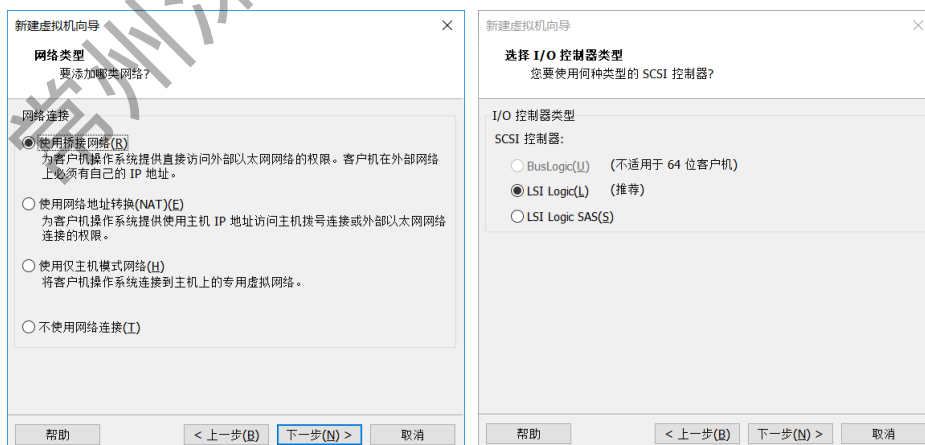 新建虚拟机向导
网络类型
要添加哪类网络?
网络连接
使用桥接网络(R)
为客户机操作系统提供直接访问外部以太网网络的权限。客户机在外部网络
上必须有自己的 IP 地址。
使用网络地址转换(NAT)(E)
为客户机操作系统提供使用主机 IP 地址访问主机拨号连接或外部以太网网络
连接的权限。
使用仅主机模式网络(H)
将客户机操作系统连接到主机上的专用虚拟网络。
不使用网络连接(T)
帮助
< 上一步(B)
下一步(N) >
取消
新建虚拟机向导
选择 I/O 控制器类型
您要使用何种类型的 SCSI 控制器?
I/O 控制器类型
SCSI 控制器:
BusLogic(U) (不适用于 64 位客户机)
LSI Logic(L) (推荐)
LSI Logic SAS(S)
帮助
< 上一步(B)
下一步(N) >
取消
常州